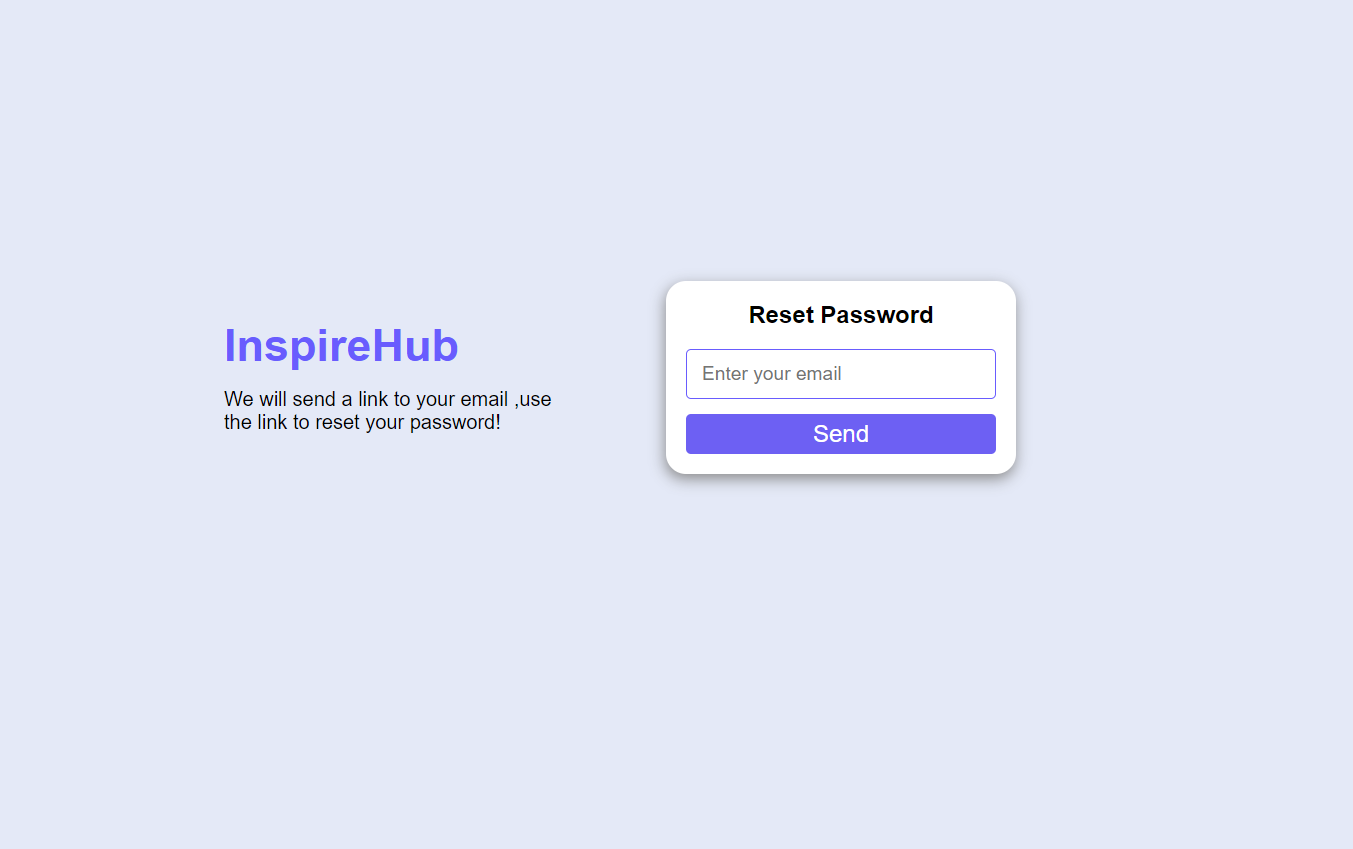 InspireHub
We will send a link to your email ,use
the link to reset your password!
Reset Password
Enter your email
Send